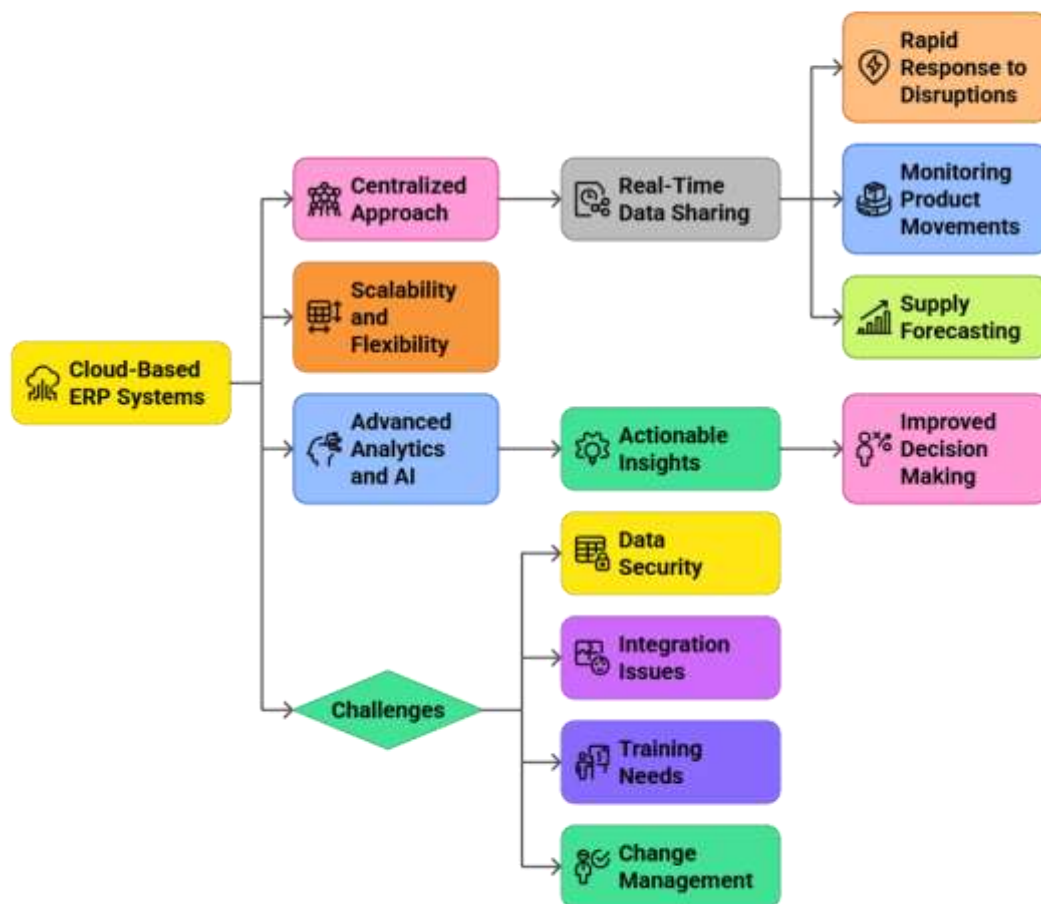 Rapid
Response to
Disruptions
Centralized
Approach
Real-Time
Data Sharing
Monitoring
Product
Movements
Scalability
and
Flexibility
Supply
Forecasting
Cloud-Based
ERP Systems
Advanced
Analytics
and AI
Actionable
Insights
Improved
Decision
Making
Data
Security
Integration
Issues
Challenges
Training
Needs
Change
Management